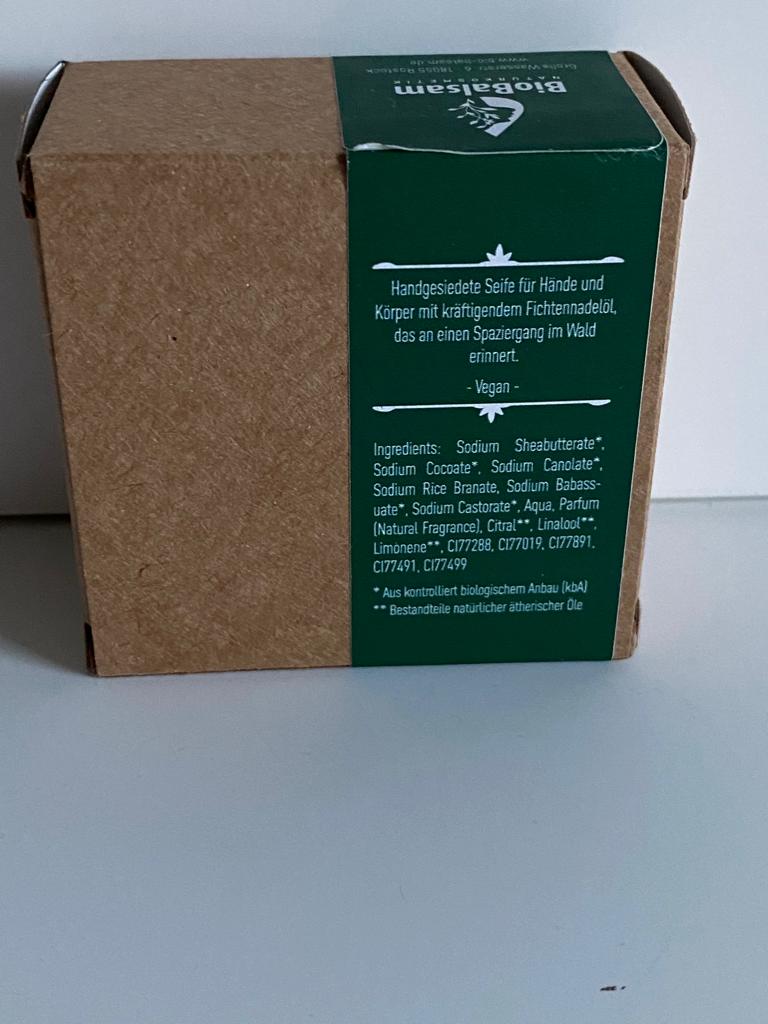 www.bio-balsam.de
Große Wasserstr. 6 · 18055 Rostock
NATURKOSMETIK
BioBalsam
Handgesiedete Seife für Hände und
Körper mit kräftigendem Fichtennadelöl,
das an einen Spaziergang im Wald
erinnert.
- Vegan -
Ingredients: Sodium Sheabutterate*,
Sodium Cocoate*, Sodium Canolate*,
Sodium Rice Branate, Sodium Babass-
uate*, Sodium Castorate*, Aqua, Parfum
(Natural Fragrance), Citral**, Linalool**,
Limonene**, CI77288, CI77019, CI77891,
CI77491, CI77499
* Aus kontrolliert biologischem Anbau (kbA)
** Bestandteile natürlicher ätherischer Öle